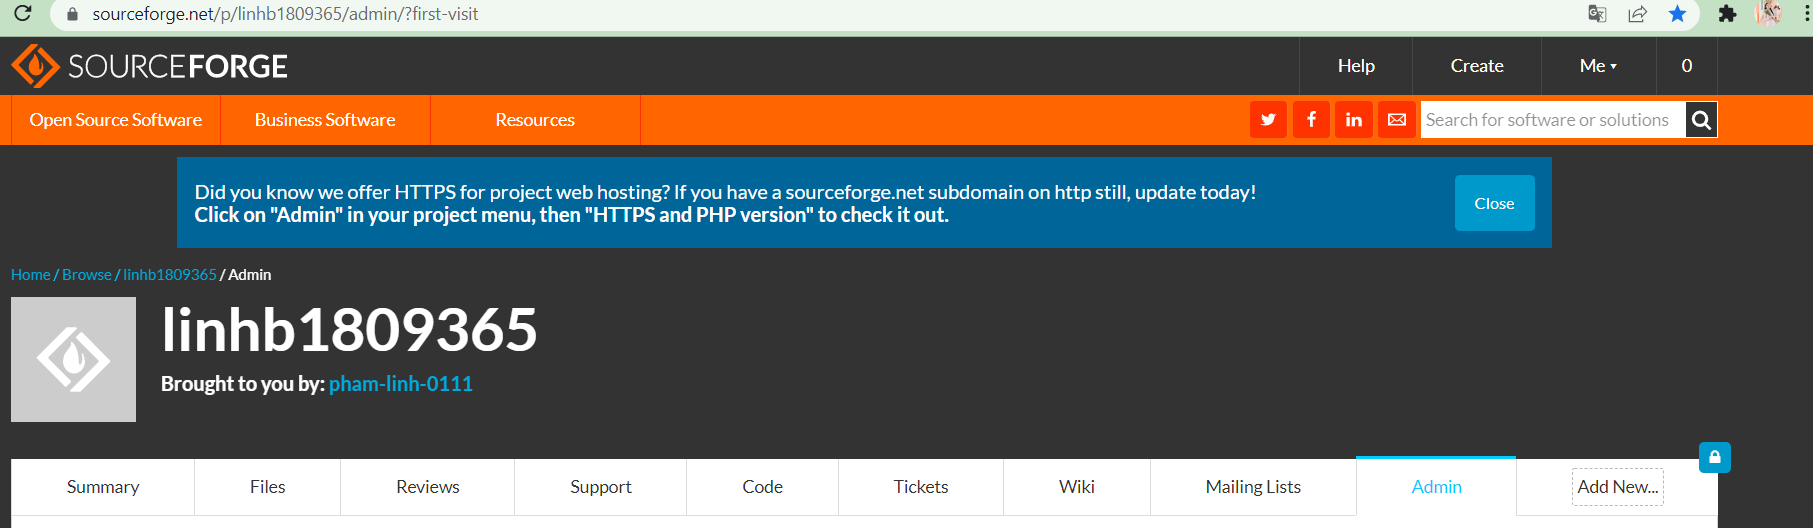 sourceforge.net/p/linhb1809365/admin/?first-visit
SOURCEFORGE
Help
Create
Me
0
Open Source Software
Business Software
Resources
Search for software or solutions
Did you know we offer HTTPS for project web hosting? If you have a sourceforge.net subdomain on http still, update today!
Click on "Admin" in your project menu, then "HTTPS and PHP version" to check it out.
Close
Home / Browse / linhb1809365 / Admin
linhb1809365
Brought to you by: pham-linh-0111
Summary
Files
Reviews
Support
Code
Tickets
Wiki
Mailing Lists
Admin
Add New...